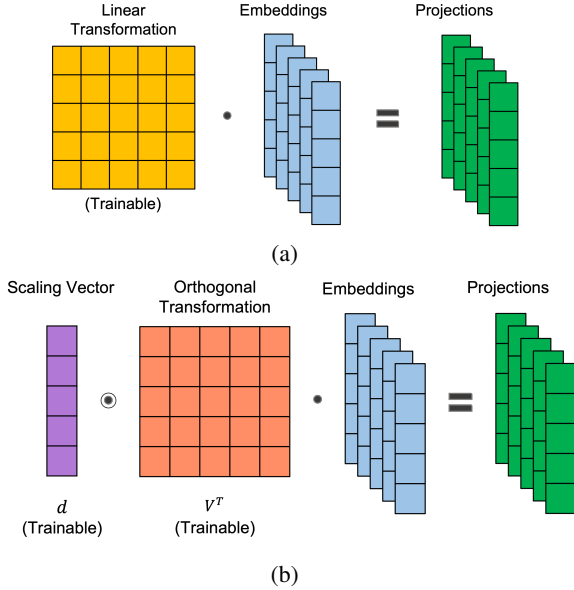 Linear
Transformation
Embeddings
Projections
(Trainable)
(a)
Scaling Vector
Orthogonal
Transformation
Embeddings
Projections
d
(Trainable)
V^T
(Trainable)
(b)